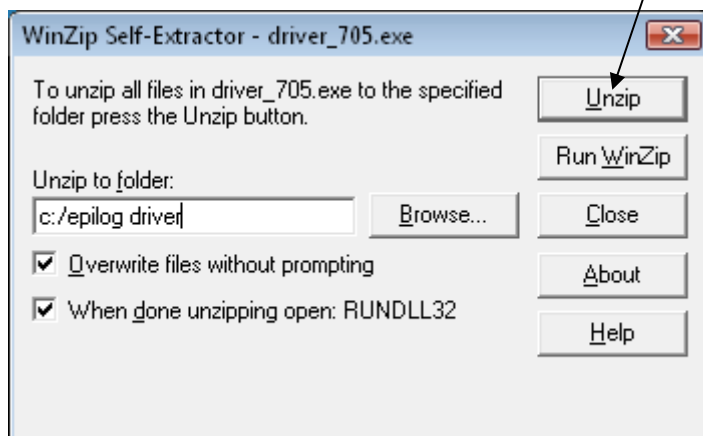 WinZip Self-Extractor - driver_705.exe
To unzip all files in driver_705.exe to the specified
folder press the Unzip button.
Unzip to folder:
c:/epilog driver
Browse...
Overwrite files without prompting
When done unzipping open: RUNDLL32
Unzip
Run WinZip
Close
About
Help